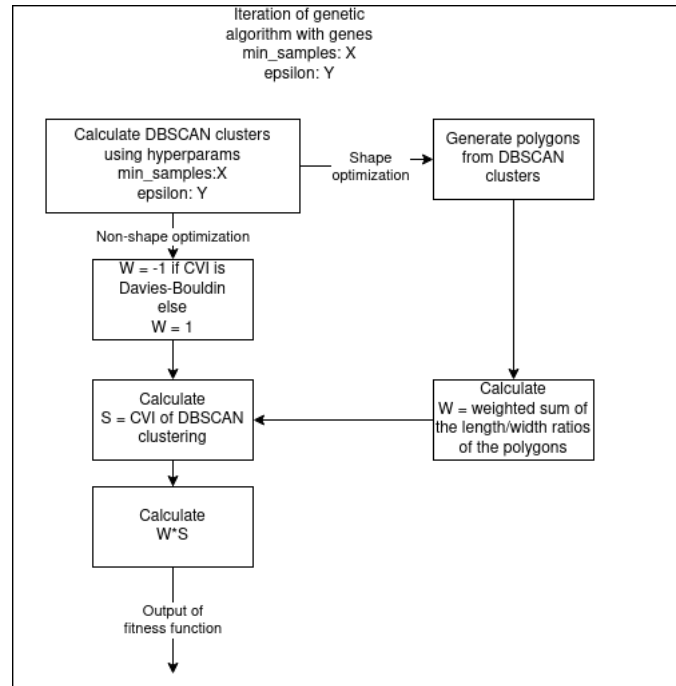 Iteration of genetic
algorithm with genes
min_samples: X
epsilon: Y
Calculate DBSCAN clusters
using hyperparams
min_samples:X
epsilon: Y
Shape
optimization
Generate polygons
from DBSCAN
clusters
Non-shape optimization
W = -1 if CVI is
Davies-Bouldin
else
W = 1
Calculate
S = CVI of DBSCAN
clustering
Calculate
W = weighted sum of
the length/width ratios
of the polygons
Calculate
W*S
Output of
fitness function